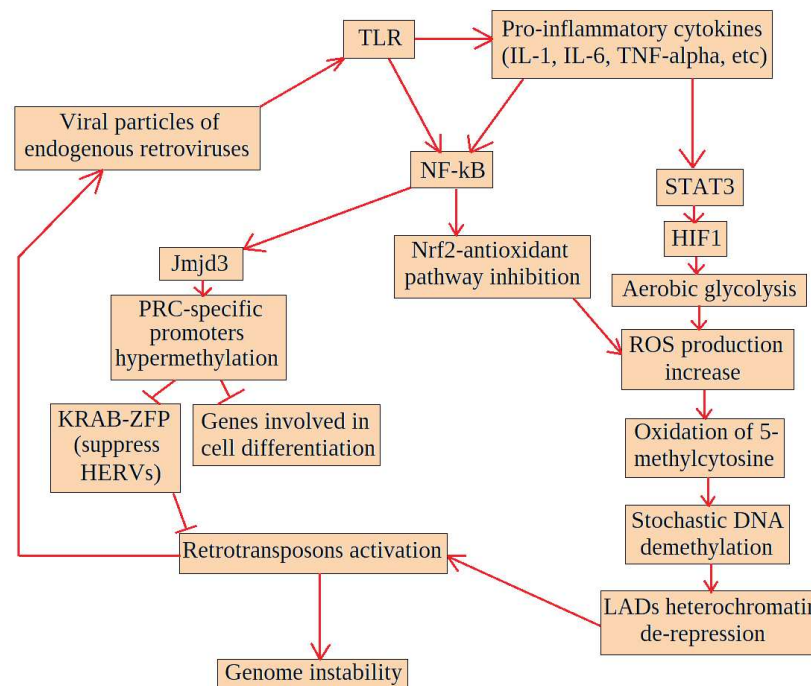 TLR
Pro-inflammatory cytokines
(IL-1, IL-6, TNF-alpha, etc)
Viral particles of
endogenous retroviruses
NF-kB
STAT3
HIF1
Jmjd3
Nrf2-antioxidant
pathway inhibition
Aerobic glycolysis
PRC-specific
promoters
hypermethylation
ROS production
increase
KRAB-ZFP
(suppress
HERVs)
Genes involved in
cell differentiation
Oxidation of 5-
methylcytosine
Stochastic DNA
demethylation
Retrotransposons activation
LADs heterochromatin
de-repression
Genome instability